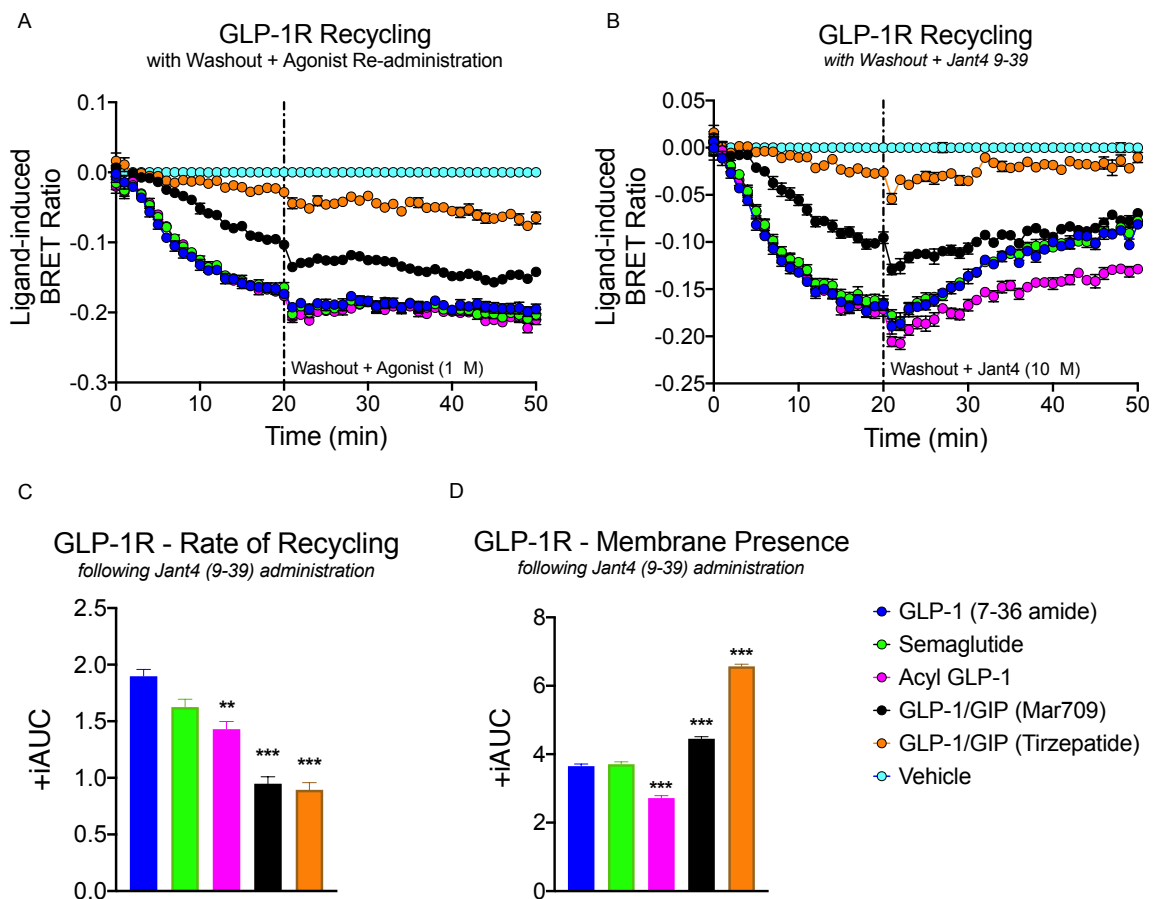 A
GLP-1R Recycling
with Washout + Agonist Re-administration
Ligand-induced
BRET Ratio
0.1
0.0
-0.1
-0.2
-0.3
Washout + Agonist (1 M)
0 10 20 30 40 50
Time (min)
B
GLP-1R Recycling
with Washout + Jant4 9-39
Ligand-induced
BRET Ratio
0.05
0.00
-0.05
-0.10
-0.15
-0.20
-0.25
Washout + Jant4 (10 M)
0 10 20 30 40 50
Time (min)
C
GLP-1R - Rate of Recycling
following Jant4 (9-39) administration
+iAUC
2.5
2.0
1.5
1.0
0.5
0.0
**
***
***
D
GLP-1R - Membrane Presence
following Jant4 (9-39) administration
+iAUC
8
6
4
2
0
***
***
***
GLP-1 (7-36 amide)
Semaglutide
Acyl GLP-1
GLP-1/GIP (Mar709)
GLP-1/GIP (Tirzepatide)
Vehicle